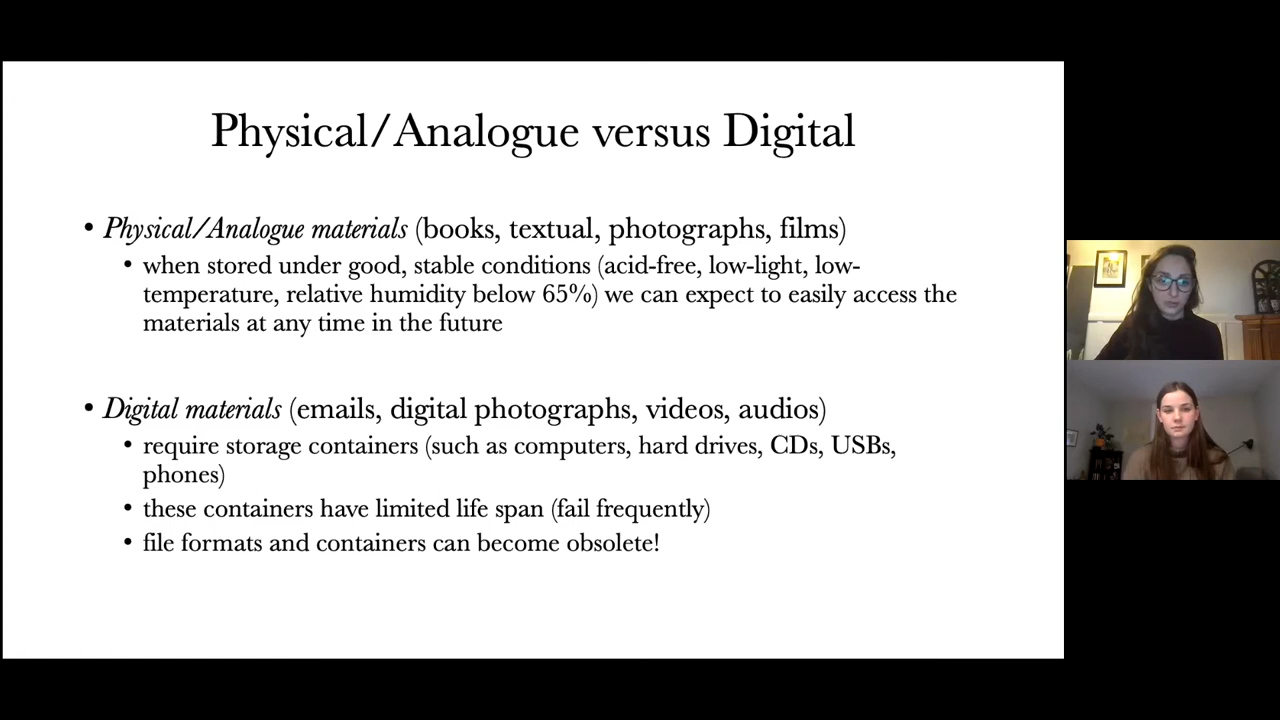 Physical/Analogue versus Digital
• Physical/Analogue materials (books, textual, photographs, films)
• when stored under good, stable conditions (acid-free, low-light, low-
temperature, relative humidity below 65%) we can expect to easily access the
materials at any time in the future
• Digital materials (emails, digital photographs, videos, audios)
• require storage containers (such as computers, hard drives, CDs, USBs,
phones)
• these containers have limited life span (fail frequently)
• file formats and containers can become obsolete!